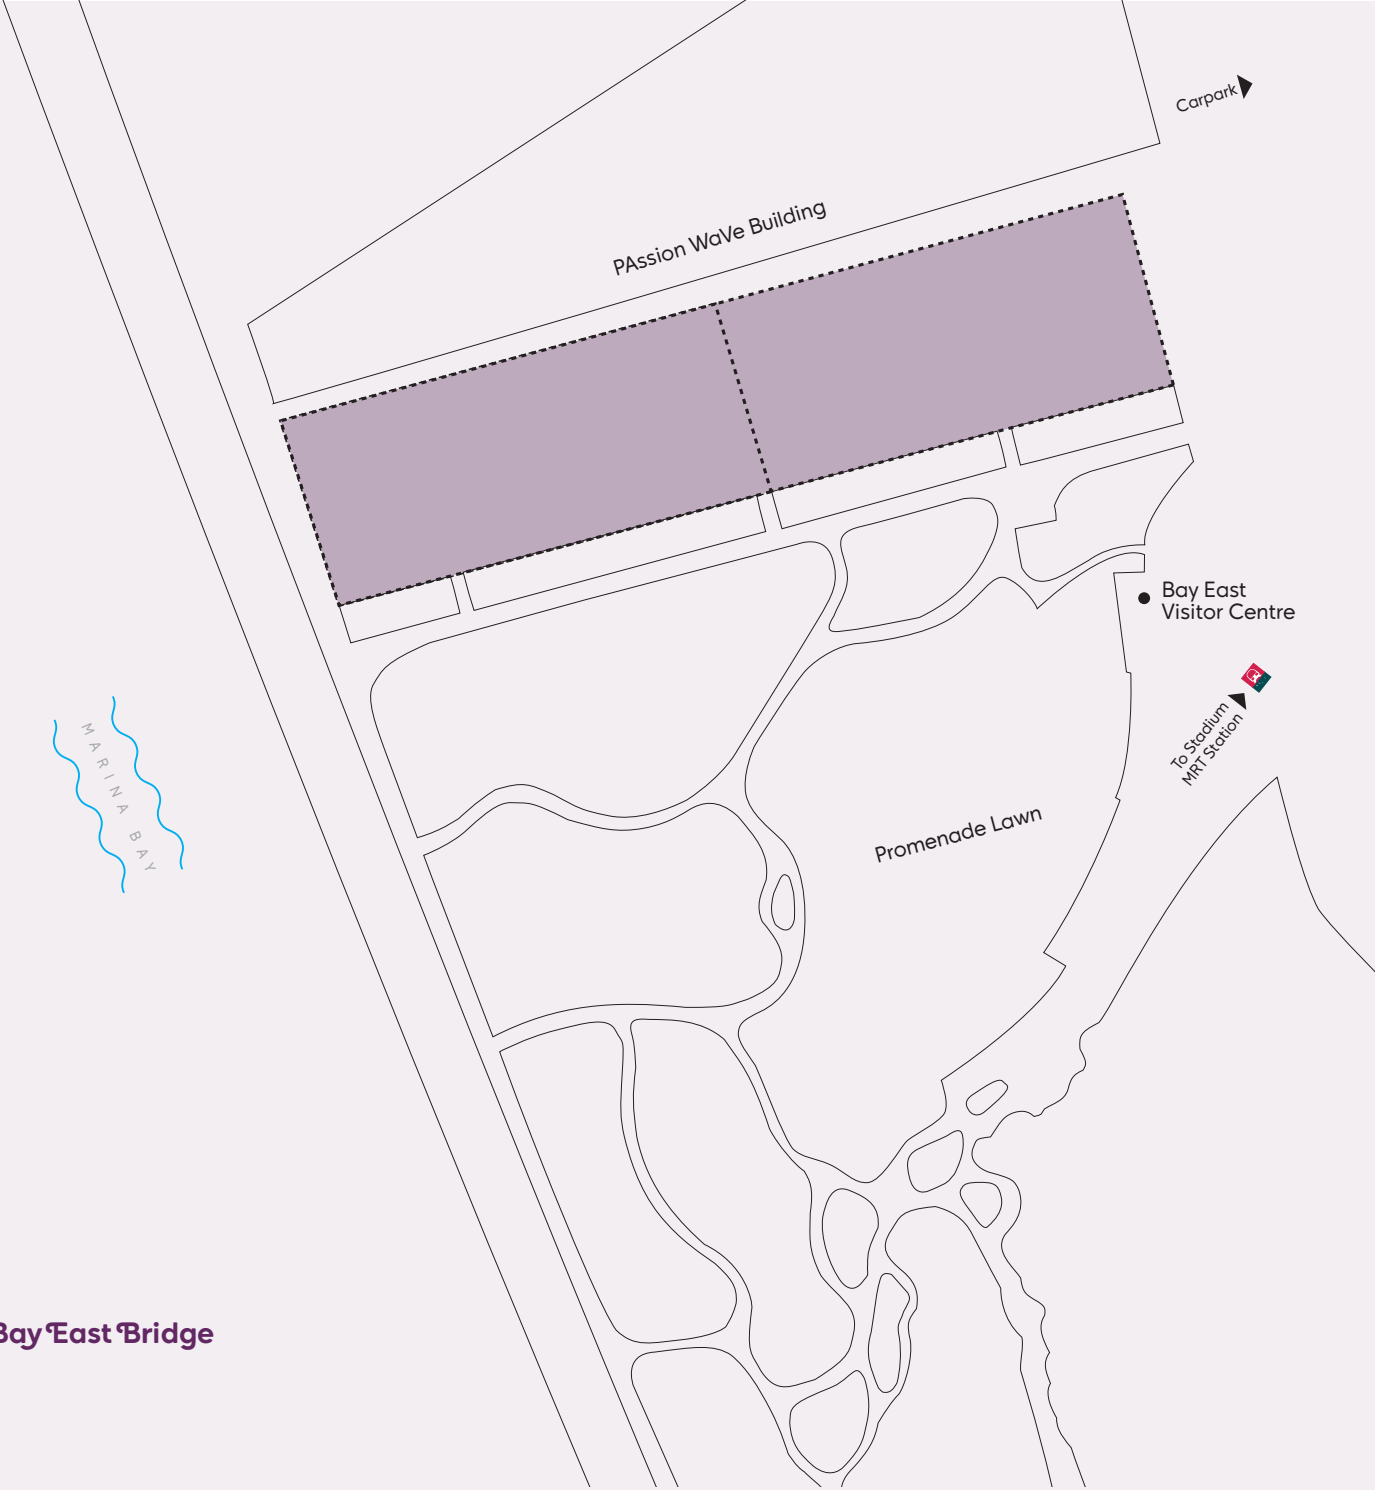 Carpark
PAssion WaVe Building
Bay East
Visitor Centre
To Stadium
MRT Station
MARINA BAY
Promenade Lawn
Bay East Bridge